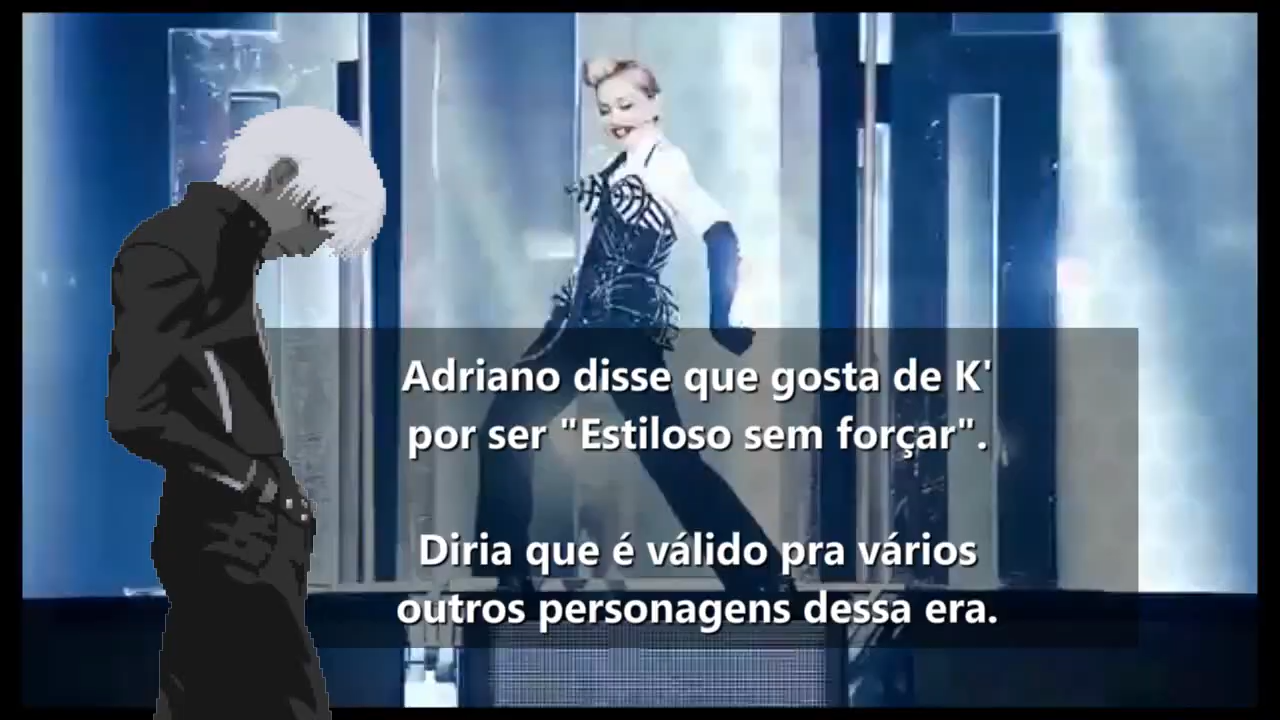 Adriano disse que gosta de K'
por ser "Estiloso sem forçar".
Diria que é válido pra vários
outros personagens dessa era.